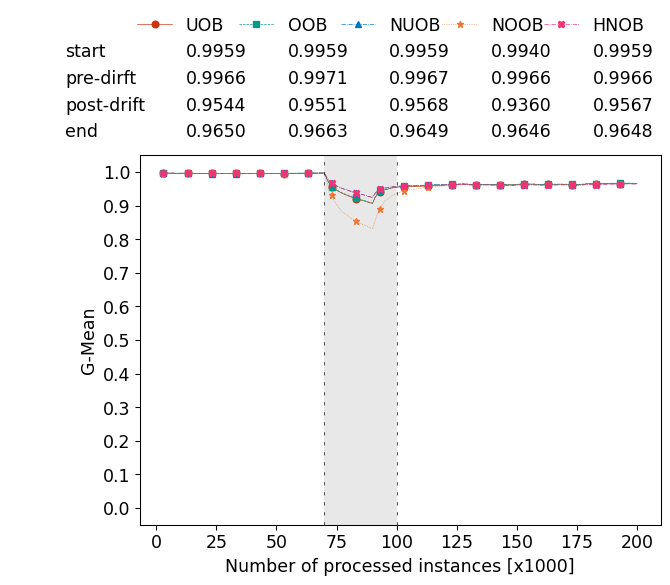 UOB OOB NUOB NOOB HNOB
start 0.9959 0.9959 0.9959 0.9940 0.9959
pre-dirft 0.9966 0.9971 0.9967 0.9966 0.9966
post-drift 0.9544 0.9551 0.9568 0.9360 0.9567
end 0.9650 0.9663 0.9649 0.9646 0.9648
1.0
0.9
0.8
0.7
0.6
0.5
0.4
0.3
0.2
0.1
0.0
G-Mean
0 25 50 75 100 125 150 175 200
Number of processed instances [x1000]